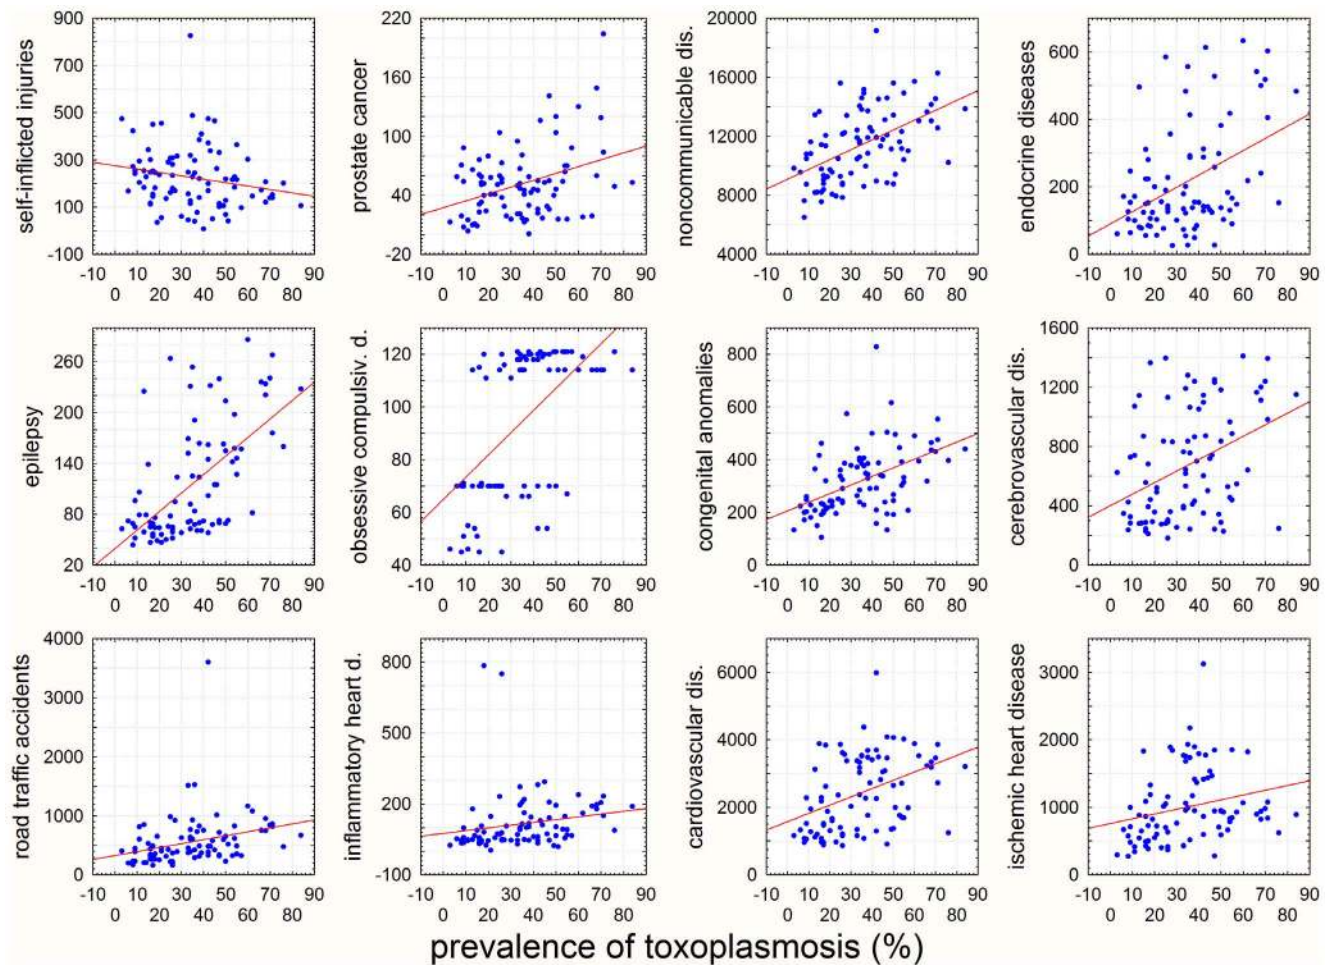 self-inflicted injuries
900
700
500
300
100
-100
-10 10 30 50 70 90
0 20 40 60 80
prostate cancer
220
160
100
40
-20
-10 10 30 50 70 90
0 20 40 60 80
noncommunicable dis.
20000
16000
12000
8000
4000
-10 10 30 50 70 90
0 20 40 60 80
endocrine diseases
600
400
200
0
-10 10 30 50 70 90
0 20 40 60 80
epilepsy
260
200
140
80
20
-10 10 30 50 70 90
0 20 40 60 80
obsessive compulsiv. d.
120
100
80
60
40
-10 10 30 50 70 90
0 20 40 60 80
congenital anomalies
800
600
400
200
0
-10 10 30 50 70 90
0 20 40 60 80
cerebrovascular dis.
1600
1200
800
400
0
-10 10 30 50 70 90
0 20 40 60 80
road traffic accidents
4000
3000
2000
1000
500
0
-10 10 30 50 70 90
0 20 40 60 80
inflammatory heart d.
800
500
200
-100
-10 10 30 50 70 90
0 20 40 60 80
cardiovascular dis.
6000
4000
2000
0
-10 10 30 50 70 90
0 20 40 60 80
ischemic heart disease
3000
2000
1000
0
-10 10 30 50 70 90
0 20 40 60 80
prevalence of toxoplasmosis (%)